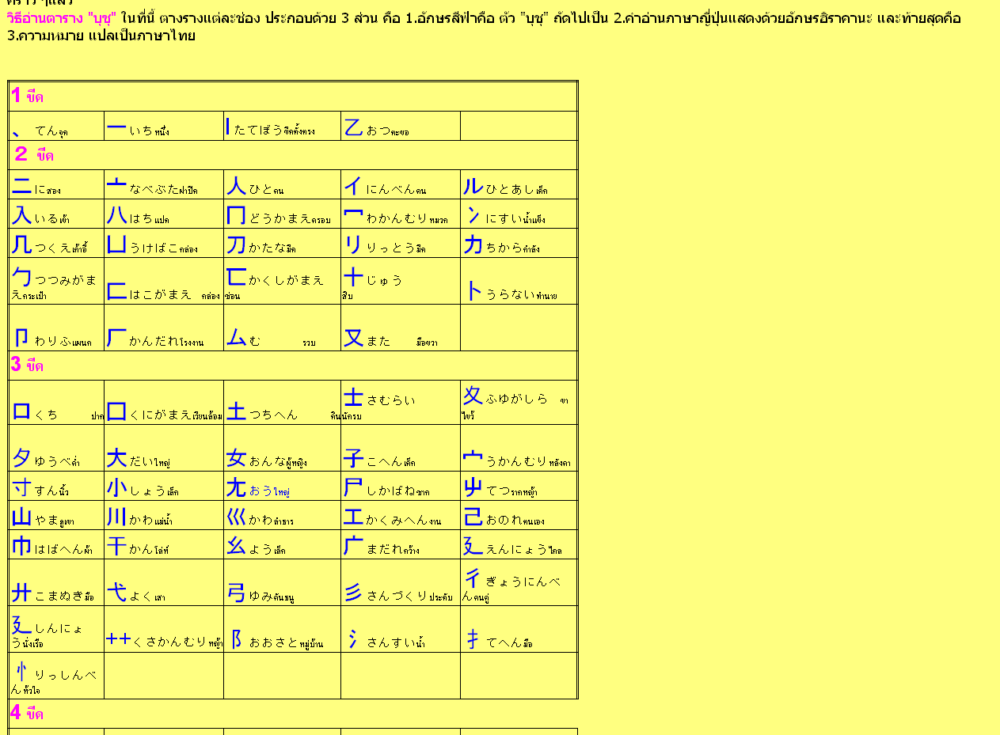 วิธีอ่านตาราง "บุชุ" ในที่นี้ ตางรางแต่ละช่อง ประกอบด้วย 3 ส่วน คือ 1.อักษรสีฟ้าคือ ตัว "บุชุ" ถัดไปเป็น 2.คำอ่านภาษาญี่ปุ่นแสดงด้วยอักษรฮิราคานะ และท้ายสุดคือ
3.ความหมาย แปลเป็นภาษาไทย
1 ขีด
、 てんจุด 一 いちหนึ่ง l たてぼうขีดตั้งตรง 乙 おつตะขอ
２ ขีด
二 にสอง 亠 なべぶたฝาปิด 人 ひとคน イ にんべんคน ル ひとあしเด็ก
入 いるเข้า 八 はちแปด 冂 どうかまえครอบ 冖 わかんむりหมวก 冫 にすいน้ำแข็ง
几 つくえเก้าอี้ 凵 うけばこกล่อง 刀 かたなมีด リ りっとうมีด 力 ちからกำลัง
勹 つつみがまえกระเป๋า 匚 はこがまえ กล่อง 匸 かくしがまえ ซ่อน 十 じゅう สิบ 卜 うらないทำนาย
卩 わりふแผนก 厂 かんだれโรงงาน ム む รวบ 又 また มือขวา
3 ขีด
口 くち ปาก 囗 くにがまえเวียนล้อม 土 つちへん ดิน 士 さむらい นักรบ 夂 ふゆがしら ขาไขว้
夕 ゆうべค่ำ 大 だいใหญ่ 女 おんなผู้หญิง 子 こへんเด็ก 宀 うかんむりหลังคา
寸 すんนิ้ว 小 しょうเล็ก 尢 おうใหญ่ 尸 しかばねซาก 屮 てつรากหญ้า
山 やまภูเขา 川 かわแม่น้ำ 巛 かわลำธาร 工 かくみへんงาน 己 おのれตนเอง
巾 はばへんผ้า 干 かんโล่ห์ 幺 ようเล็ก 广 まだれกว้าง 廴 えんにょうไกล
廾 こまぬきมือ 弋 よくเสา 弓 ゆみคันธนู 彡 さんづくりประดับ 彳 ぎょうにんべんคนคู่
廴 しんにょうนั่งเรือ ++ くさかんむりหญ้า 阝 おおさとหมู่บ้าน 氵 さんすいน้ำ 扌 てへんมือ
忄 りっしんべんหัวใจ
4 ขีด